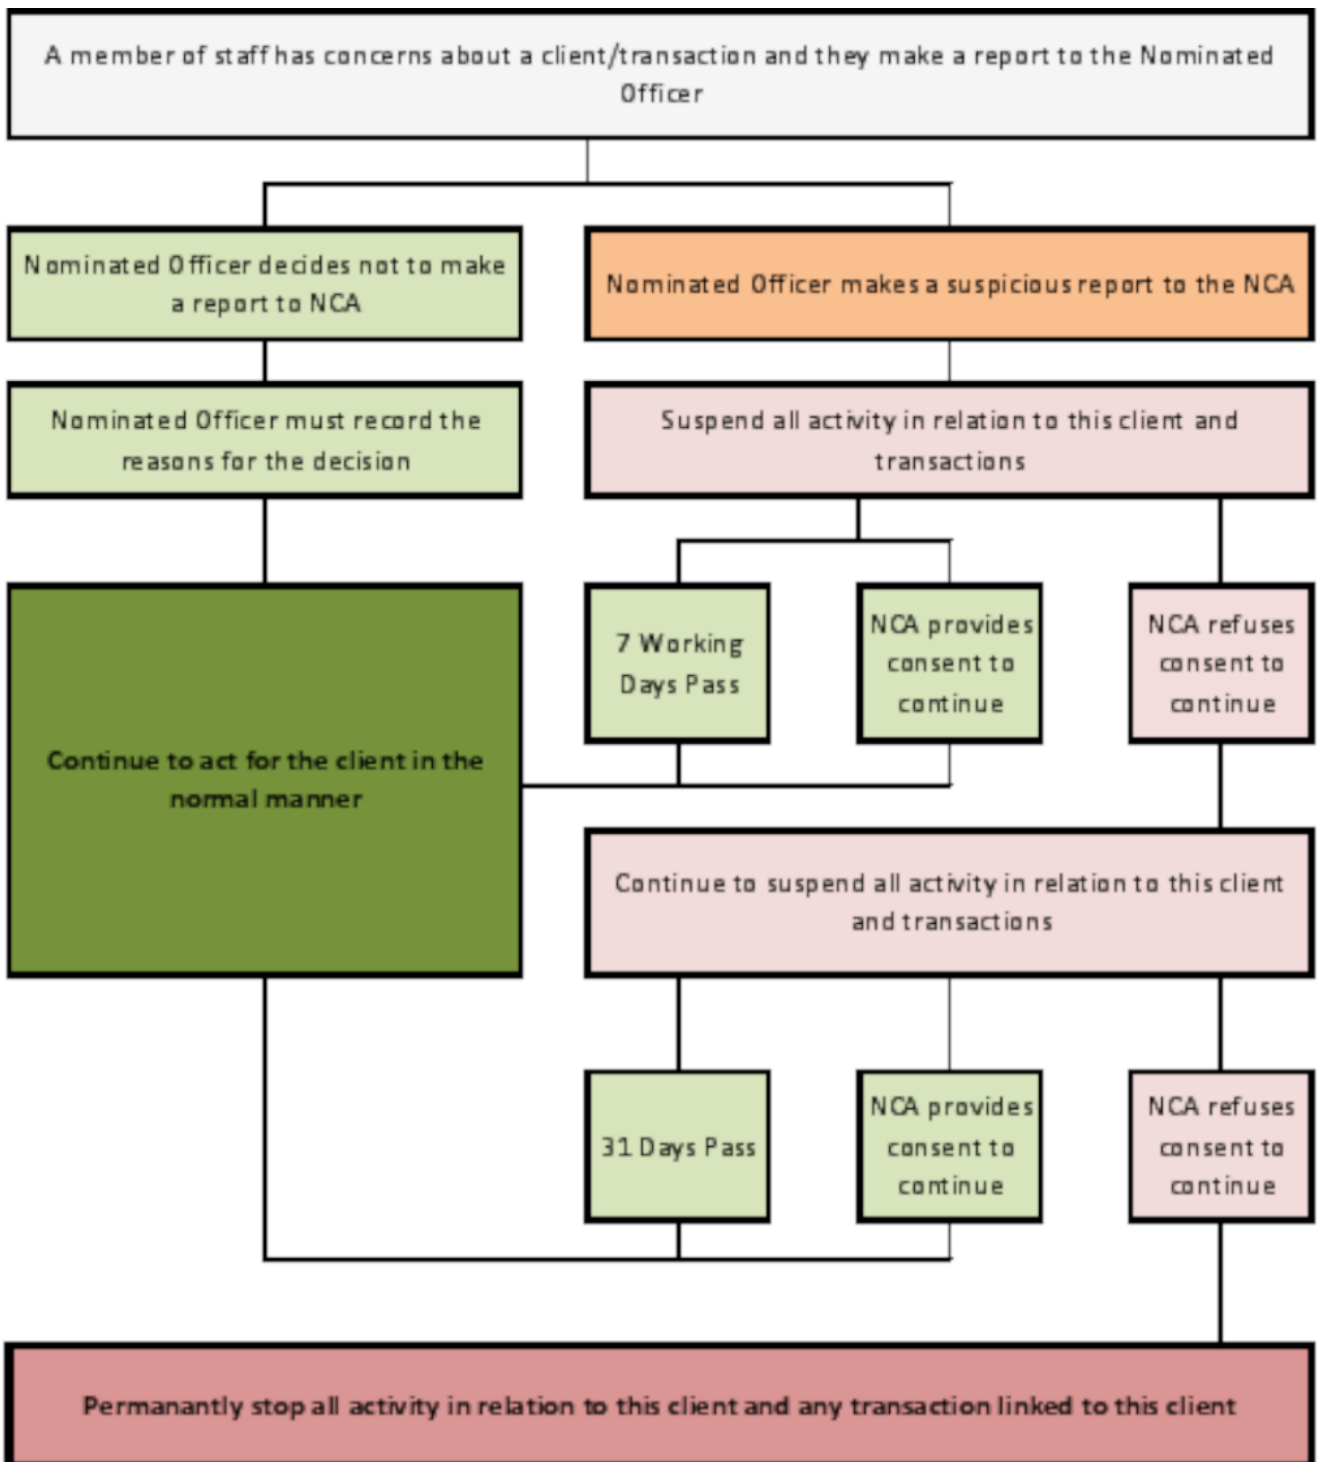 A member of staff has concerns about a client/transaction and they make a report to the Nominated
Officer
Nominated Officer decides not to make
a report to NCA
Nominated Officer makes a suspicious report to the NCA
Nominated Officer must record the
reasons for the decision
Suspend all activity in relation to this client and
transactions
7 Working
Days Pass
NCA provides
consent to
continue
NCA refuses
consent to
continue
Continue to act for the client in the
normal manner
Continue to suspend all activity in relation to this client
and transactions
31 Days Pass
NCA provides
consent to
continue
NCA refuses
consent to
continue
Permanantly stop all activity in relation to this client and any transaction linked to this client